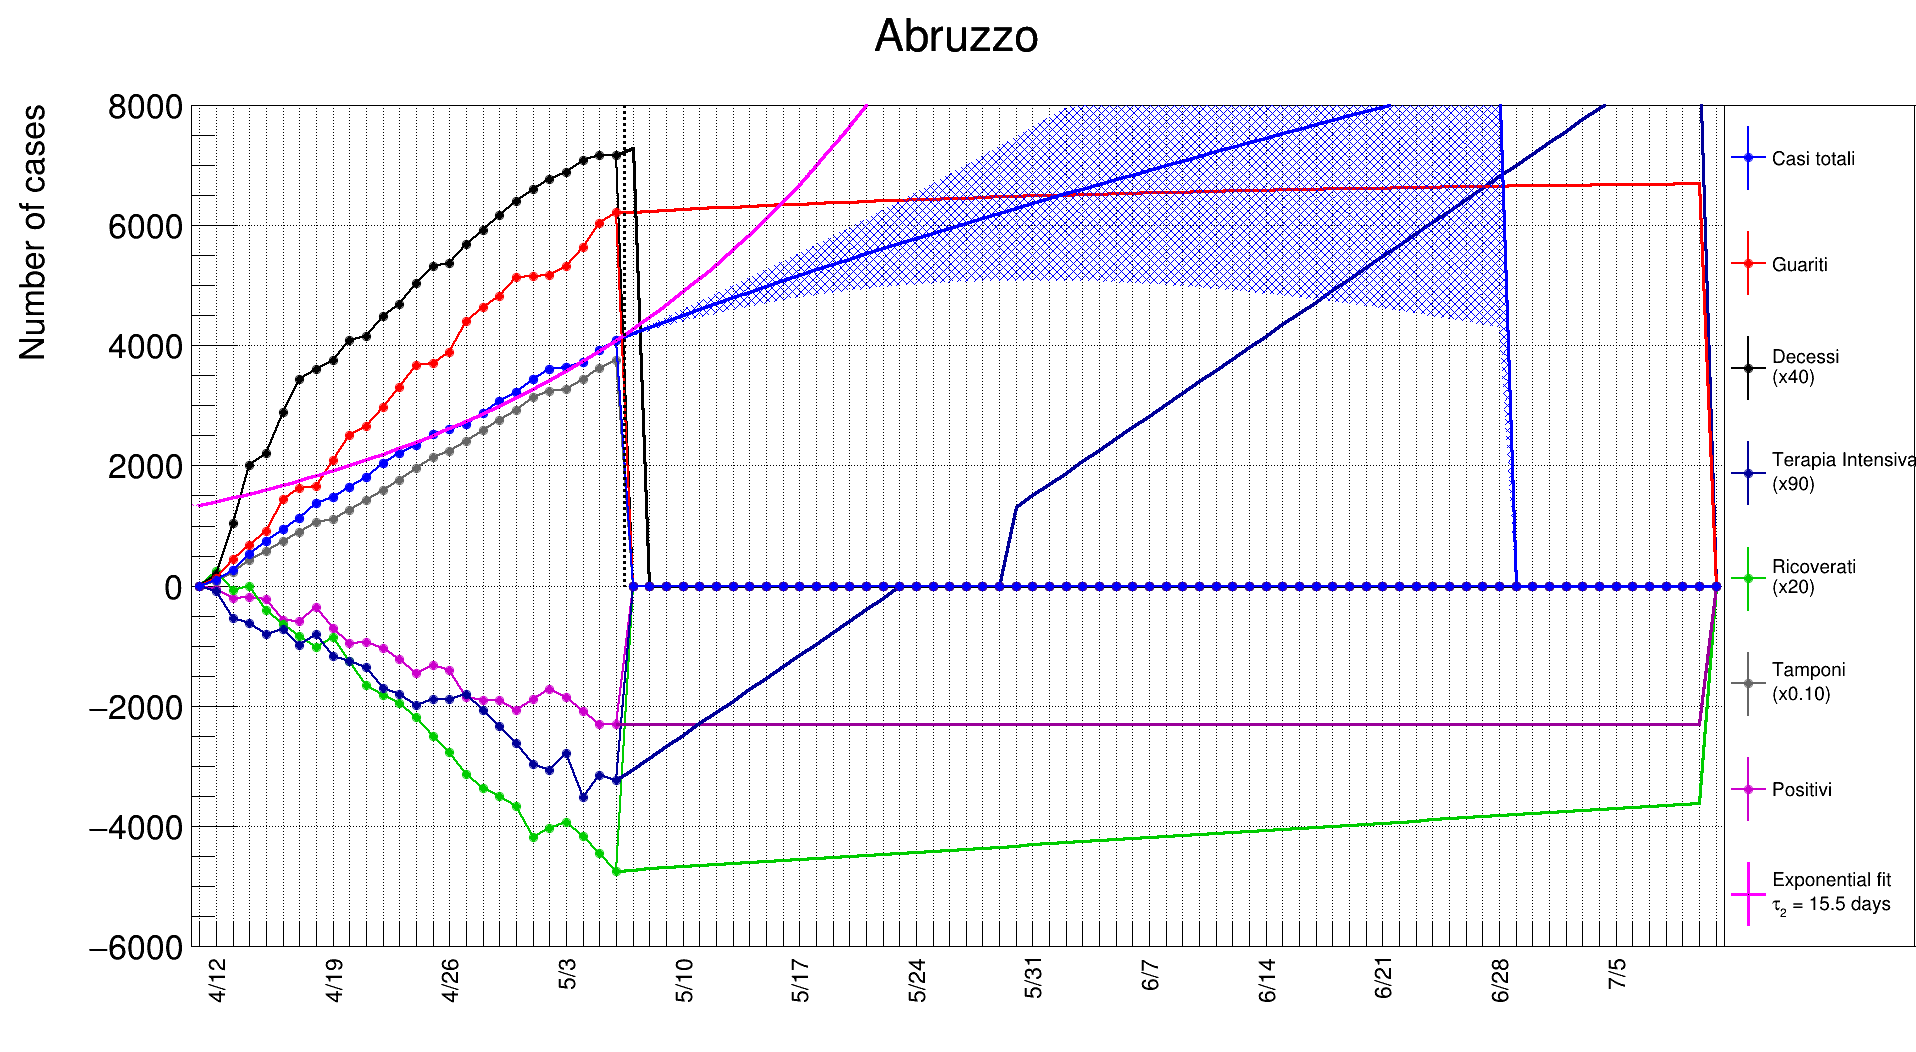 Abruzzo
Number of cases
8000
6000
4000
2000
0
−2000
−4000
−6000
4/12
4/19
4/26
5/3
5/10
5/17
5/24
5/31
6/7
6/14
6/21
6/28
7/5
Casi totali
Guariti
Decessi
(x40)
Terapia Intensiva
(x90)
Ricoverati
(x20)
Tamponi
(x0.10)
Positivi
Exponential fit
τ2 = 15.5 days